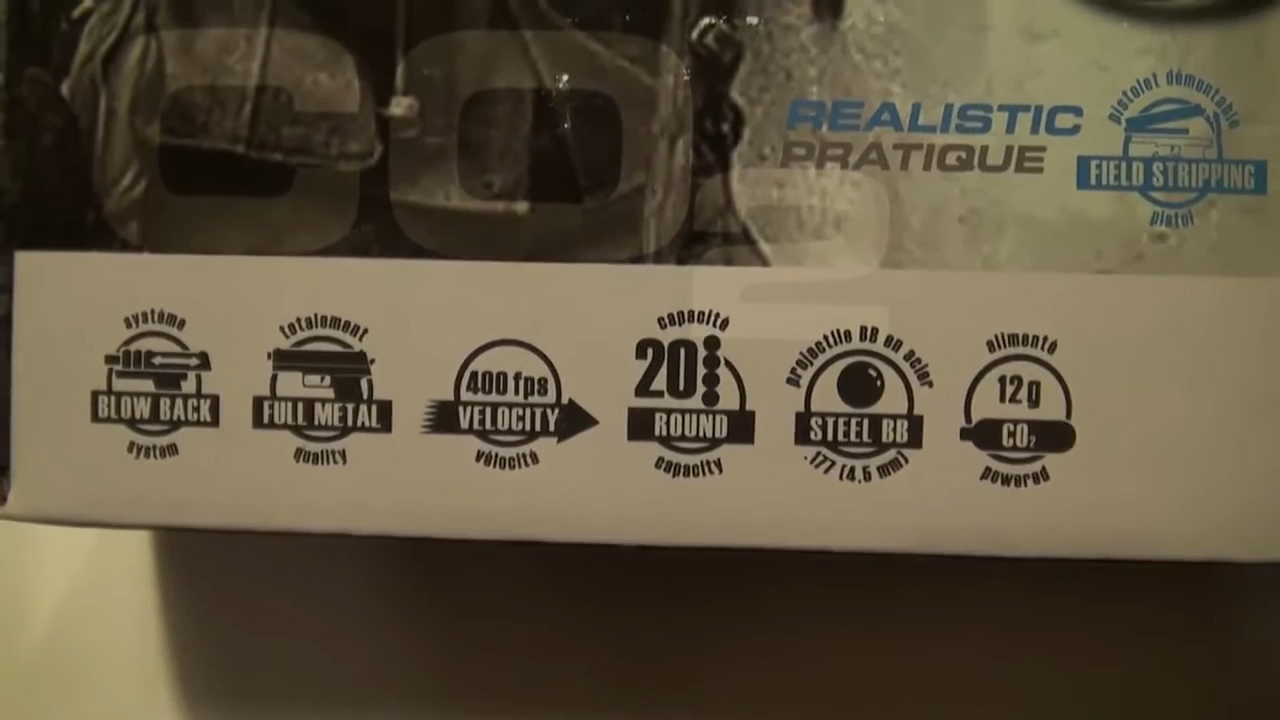 CO2
REALISTIC
PRATIQUE
pistolet démontable
FIELD STRIPPING
pistol
système
BLOW BACK
system
totalement
FULL METAL
quality
400 fps
VELOCITY
vélocité
capacité
20
ROUND
capacity
projectile BB en acier
STEEL BB
.177 (4.5 mm)
alimenté
12g
CO2
powered